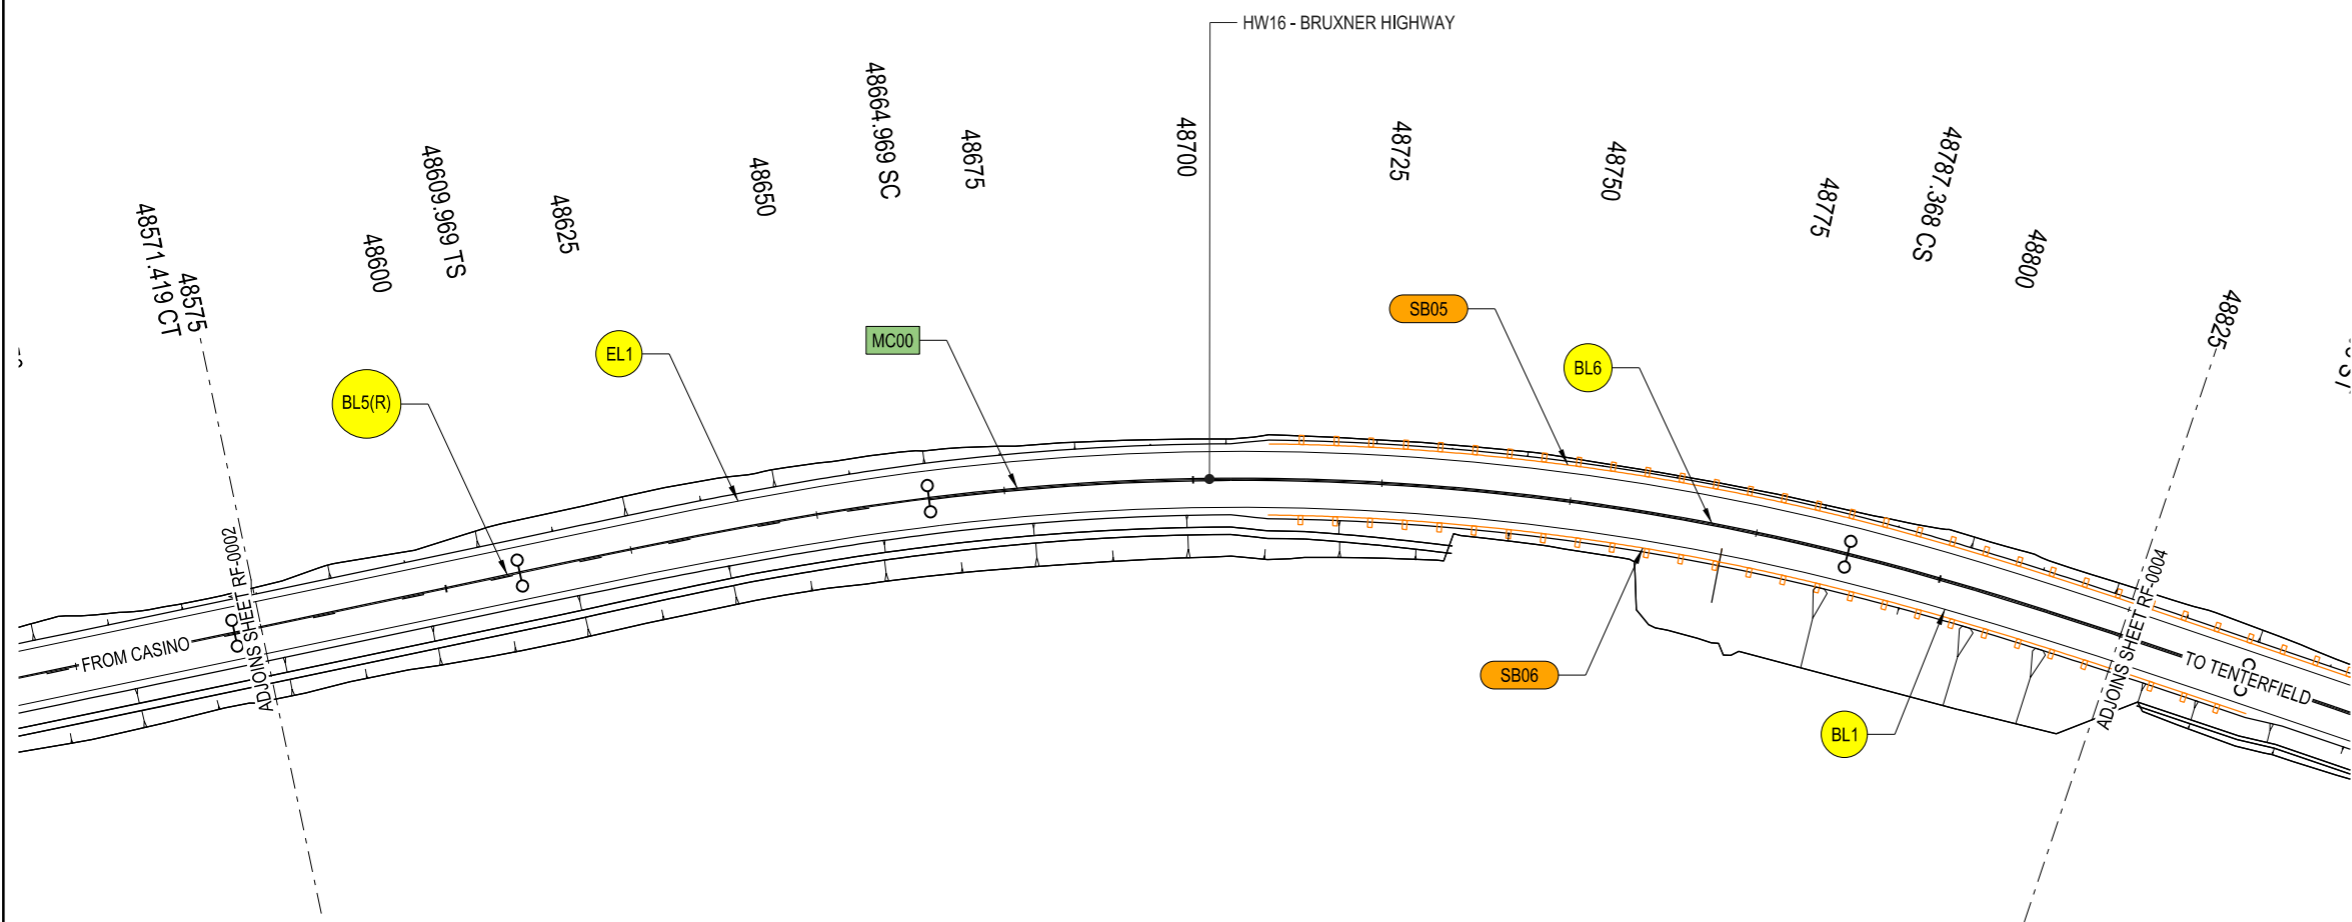 HW16 - BRUXNER HIGHWAY
48571.419 CT
48575
48600
48609.969 TS
48625
48650
48664.969 SC
48675
48700
48725
48750
48775
48787.368 CS
48800
48825
BL5(R)
EL1
MC00
SB05
BL6
SB06
BL1
FROM CASINO
ADJOINS SHEET RF-0002
ADJOINS SHEET RF-0004
TO TENTERFIELD